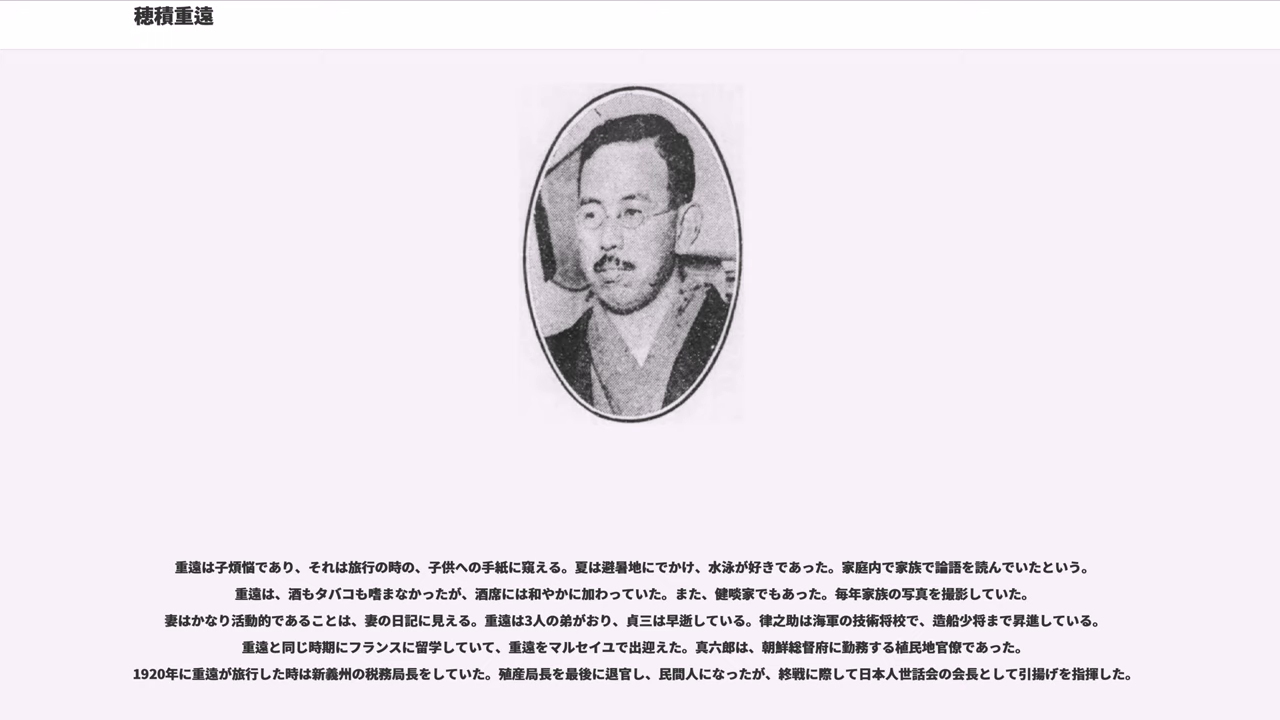 穂積重遠
重遠は子煩悩であり、それは旅行の時の、子供への手紙に窺える。夏は避暑地にでかけ、水泳が好きであった。家庭内で家族で論語を読んでいたという。
重遠は、酒もタバコも嗜まなかったが、酒席には和やかに加わっていた。また、健啖家でもあった。毎年家族の写真を撮影していた。
妻はかなり活動的であることは、妻の日記に見える。重遠は3人の弟がおり、貞三は早逝している。律之助は海軍の技術将校で、造船少将まで昇進している。
重遠と同じ時期にフランスに留学していて、重遠をマルセイユで出迎えた。真六郎は、朝鮮総督府に勤務する植民地官僚であった。
1920年に重遠が旅行した時は新義州の税務局長をしていた。殖産局長を最後に退官し、民間人になったが、終戦に際して日本人世話会の会長として引揚げを指揮した。